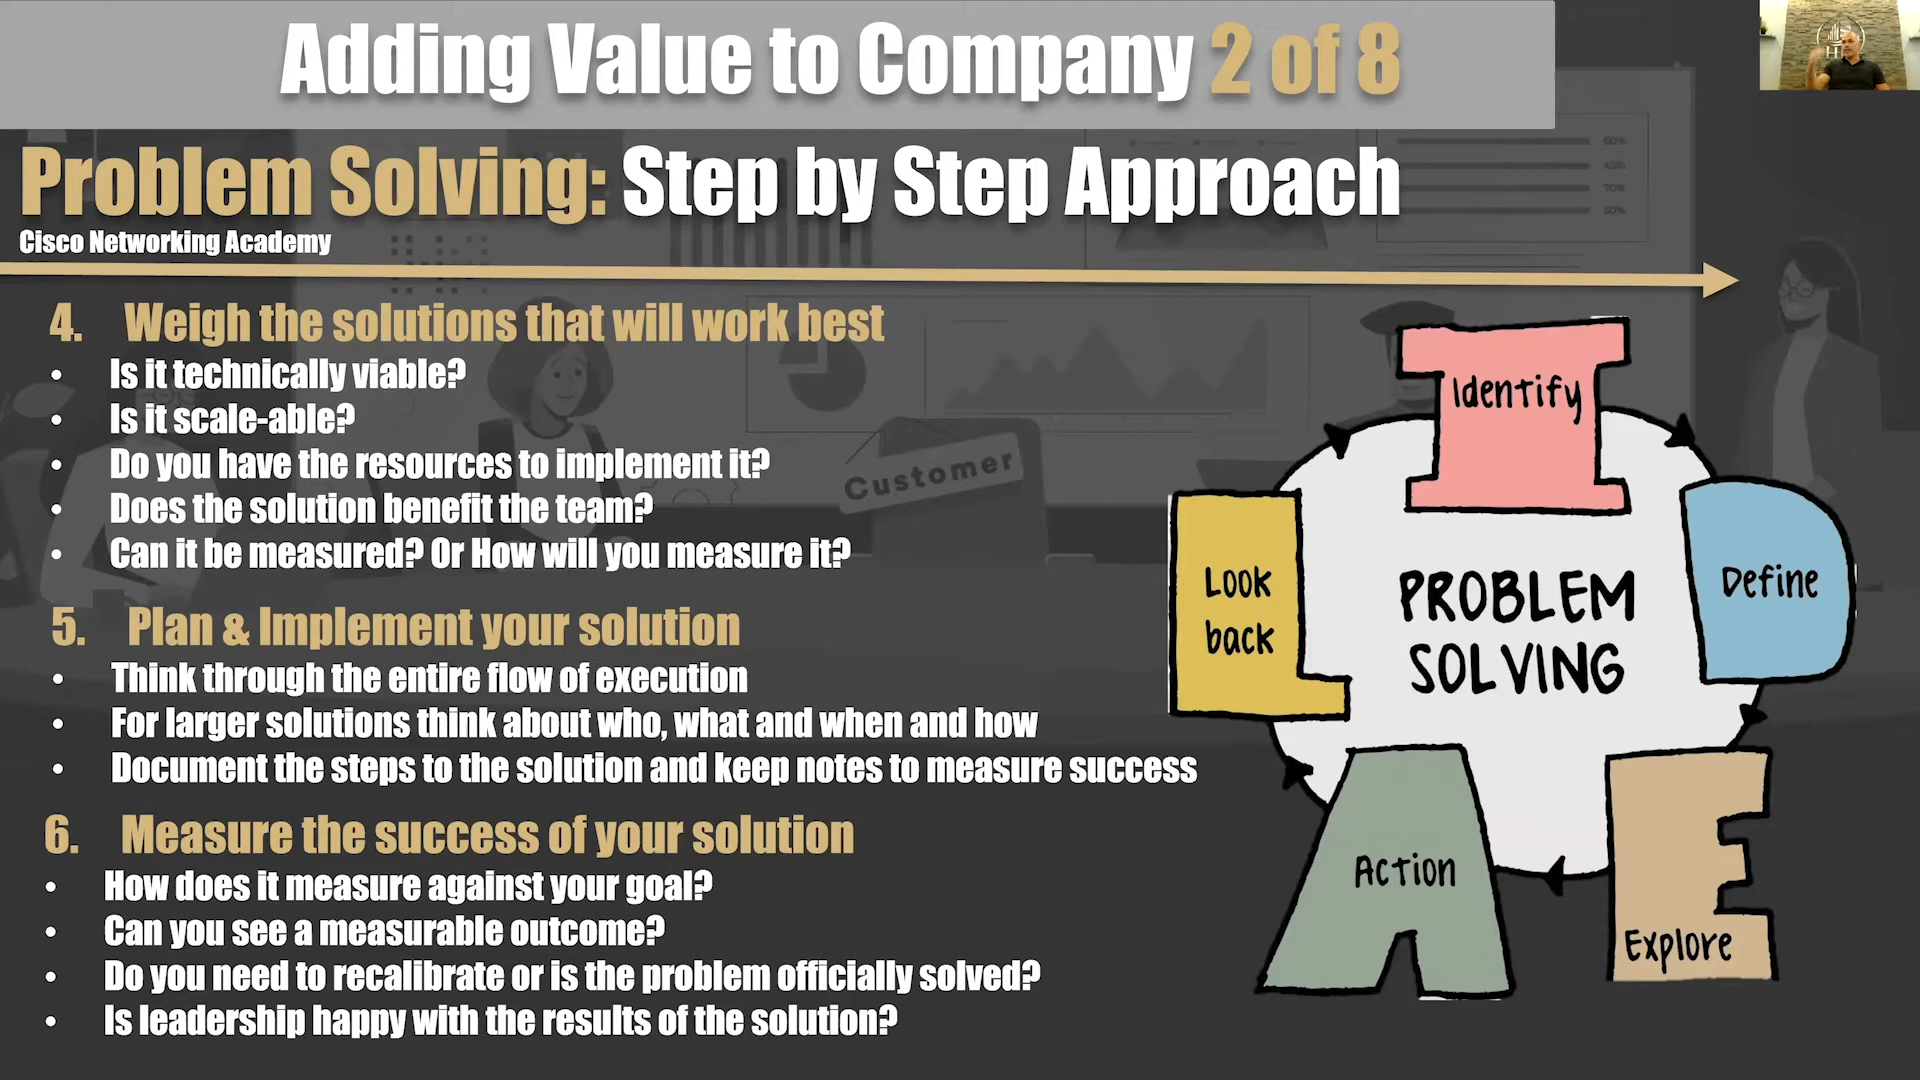 Adding Value to Company 2 of 8
Problem Solving: Step by Step Approach
Cisco Networking Academy
4. Weigh the solutions that will work best
• Is it technically viable?
• Is it scale-able?
• Do you have the resources to implement it?
• Does the solution benefit the team?
• Can it be measured? Or How will you measure it?
5. Plan & Implement your solution
• Think through the entire flow of execution
• For larger solutions think about who, what and when and how
• Document the steps to the solution and keep notes to measure success
6. Measure the success of your solution
• How does it measure against your goal?
• Can you see a measurable outcome?
• Do you need to recalibrate or is the problem officially solved?
• Is leadership happy with the results of the solution?
Identify
Define
Explore
Action
Look
back
PROBLEM
SOLVING
Customer
60%
45%
70%
50%